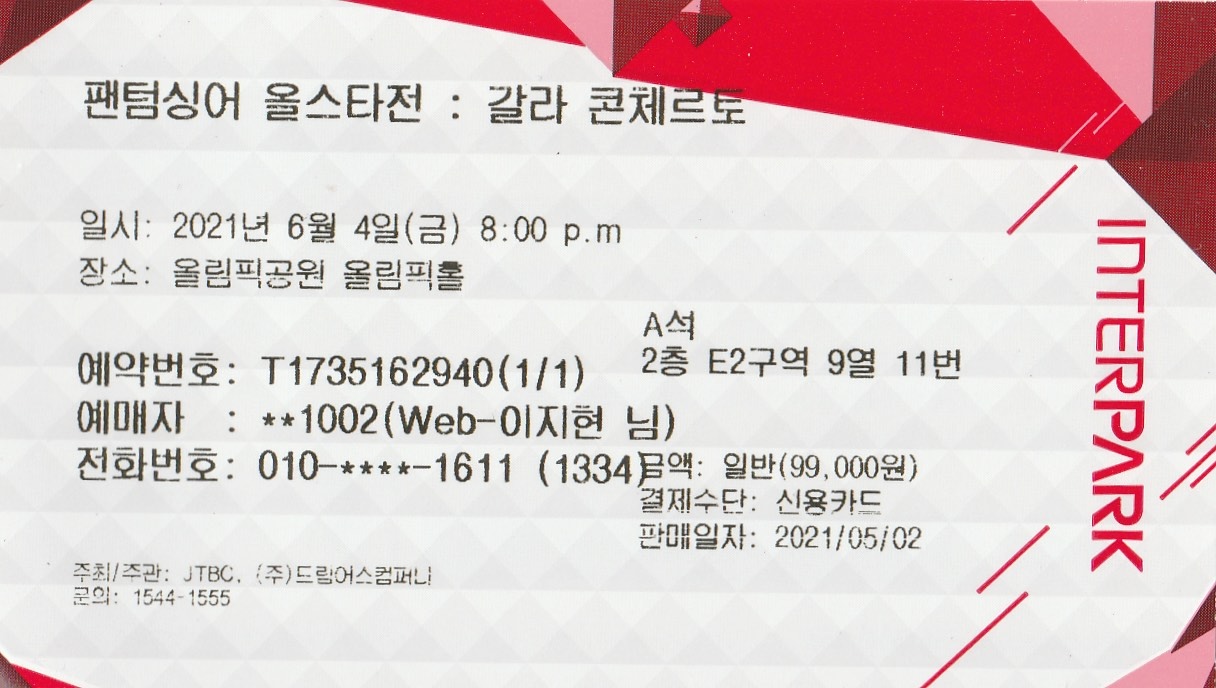 팬텀싱어 올스타전 : 갈라 콘체르토
일시: 2021년 6월 4일(금) 8:00 p.m
장소: 올림픽공원 올림픽홀
A석
2층 E2구역 9열 11번
예약번호: T1735162940(1/1)
예매자 : **1002(Web-이지현 님)
전화번호: 010-****-1611 (1334)
금액: 일반(99,000원)
결제수단: 신용카드
판매일자: 2021/05/02
주최/주관: JTBC, (주)드림어스컴퍼니
문의: 1544-1555
INTERPARK